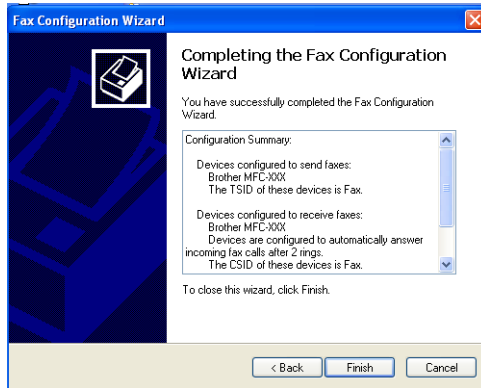 Fax Configuration Wizard
Completing the Fax Configuration
Wizard
You have successfully completed the Fax Configuration
Wizard.
Configuration Summary:
Devices configured to send faxes:
Brother MFC-XXX
The TSID of these devices is Fax.
Devices configured to receive faxes:
Brother MFC-XXX
Devices are configured to automatically answer
incoming fax calls after 2 rings.
The CSID of these devices is Fax.
To close this wizard, click Finish.
< Back
Finish
Cancel